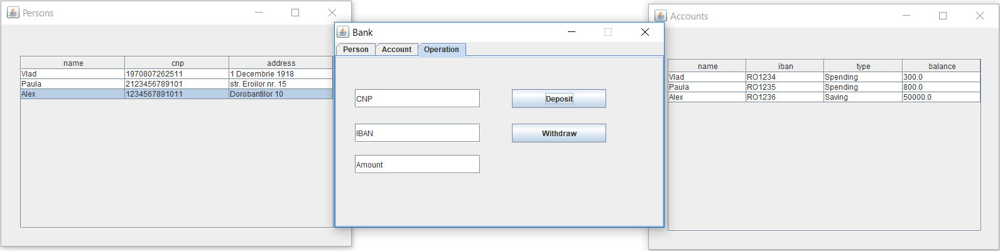 Persons
name cnp address
Vlad 1970807262511 1 Decembrie 1918
Paula 2123456789101 str. Eroilor nr. 15
Alex 1234567891011 Dorobantilor 10
Bank
Person Account Operation
CNP Deposit
IBAN Withdraw
Amount
Accounts
name iban type balance
Vlad RO1234 Spending 300.0
Paula RO1235 Spending 800.0
Alex RO1236 Saving 50000.0